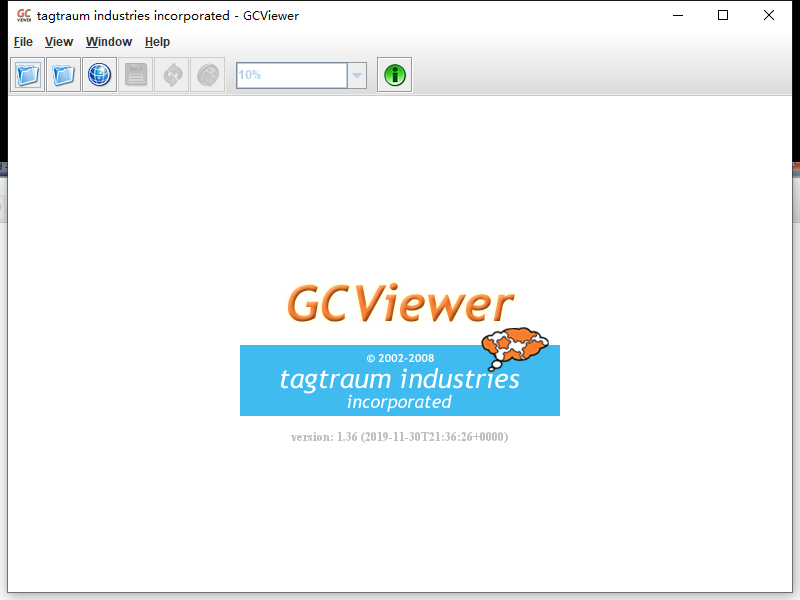 GC
VIEWER
tagtraum industries incorporated - GCViewer
File View Window Help
10%
GCViewer
© 2002-2008
tagtraum industries
incorporated
version: 1.36 (2019-11-30T21:36:26+0000)